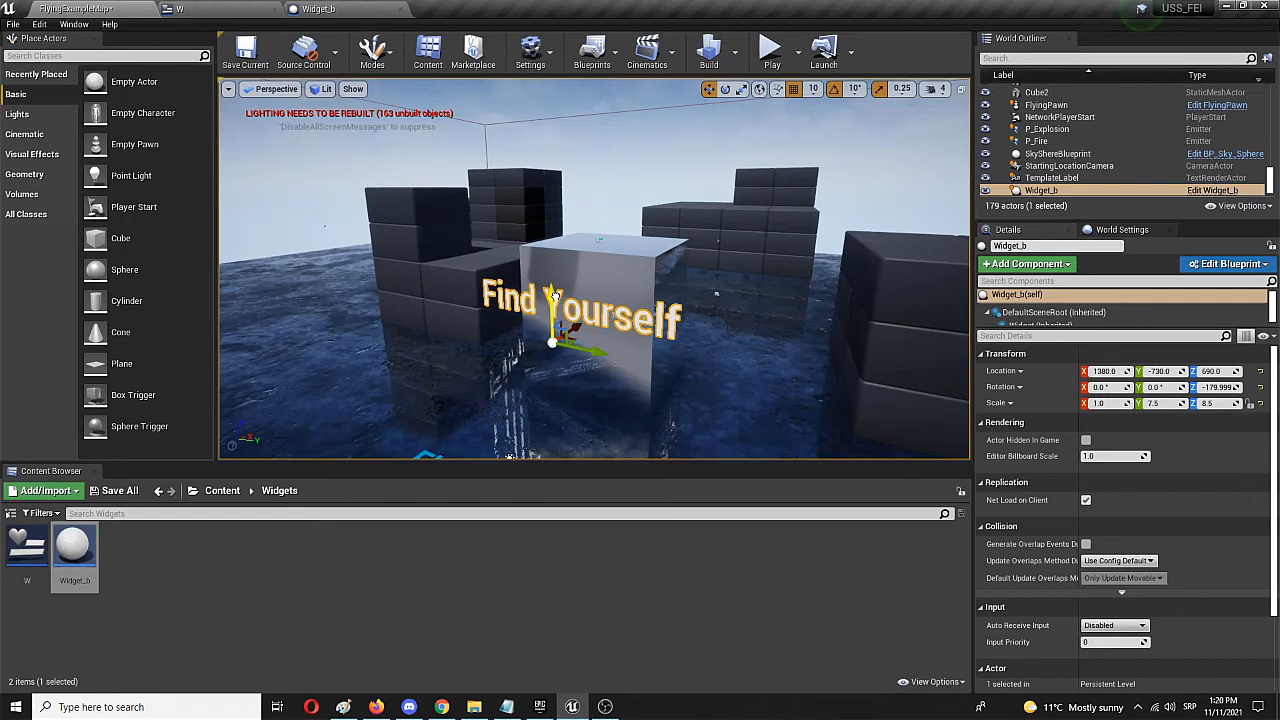 FlyingExampleMap*
W
Widget_b
USS_FEI
File
Edit
Window
Help
Place Actors
Search Classes
Recently Placed
Basic
Lights
Cinematic
Visual Effects
Geometry
Volumes
All Classes
Empty Actor
Empty Character
Empty Pawn
Point Light
Player Start
Cube
Sphere
Cylinder
Cone
Plane
Box Trigger
Sphere Trigger
Save Current
Source Control
Modes
Content
Marketplace
Settings
Blueprints
Cinematics
Build
Play
Launch
Perspective
Lit
Show
10
10°
0.25
4
LIGHTING NEEDS TO BE REBUILT (163 unbuilt objects)
'DisableAllScreenMessages' to suppress
Find Yourself
World Outliner
Search...
Label
Type
Cube2
StaticMeshActor
FlyingPawn
Edit FlyingPawn
NetworkPlayerStart
PlayerStart
P_Explosion
Emitter
P_Fire
Emitter
SkyShereBlueprint
Edit BP_Sky_Sphere
StartingLocationCamera
CameraActor
TemplateLabel
TextRenderActor
Widget_b
Edit Widget_b
179 actors (1 selected)
View Options
Details
World Settings
Widget_b
+Add Component
Edit Blueprint
Search Components
Widget_b(self)
DefaultSceneRoot (Inherited)
Widget (Inherited)
Search Details
Transform
Location
X 1380.0
Y -730.0
Z 690.0
Rotation
X 0.0 °
Y 0.0 °
Z -179.999
Scale
X 1.0
Y 7.5
Z 8.5
Rendering
Actor Hidden In Game
Editor Billboard Scale
1.0
Replication
Net Load on Client
Collision
Generate Overlap Events D
Update Overlaps Method D
Use Config Default
Default Update Overlaps M
Only Update Movable
Input
Auto Receive Input
Disabled
Input Priority
0
Actor
1 selected in
Persistent Level
Content Browser
Add/Import
Save All
Content
Widgets
Filters
Search Widgets
W
Widget_b
2 items (1 selected)
View Options
Type here to search
11°C Mostly sunny
SRP
1:20 PM
11/11/2021